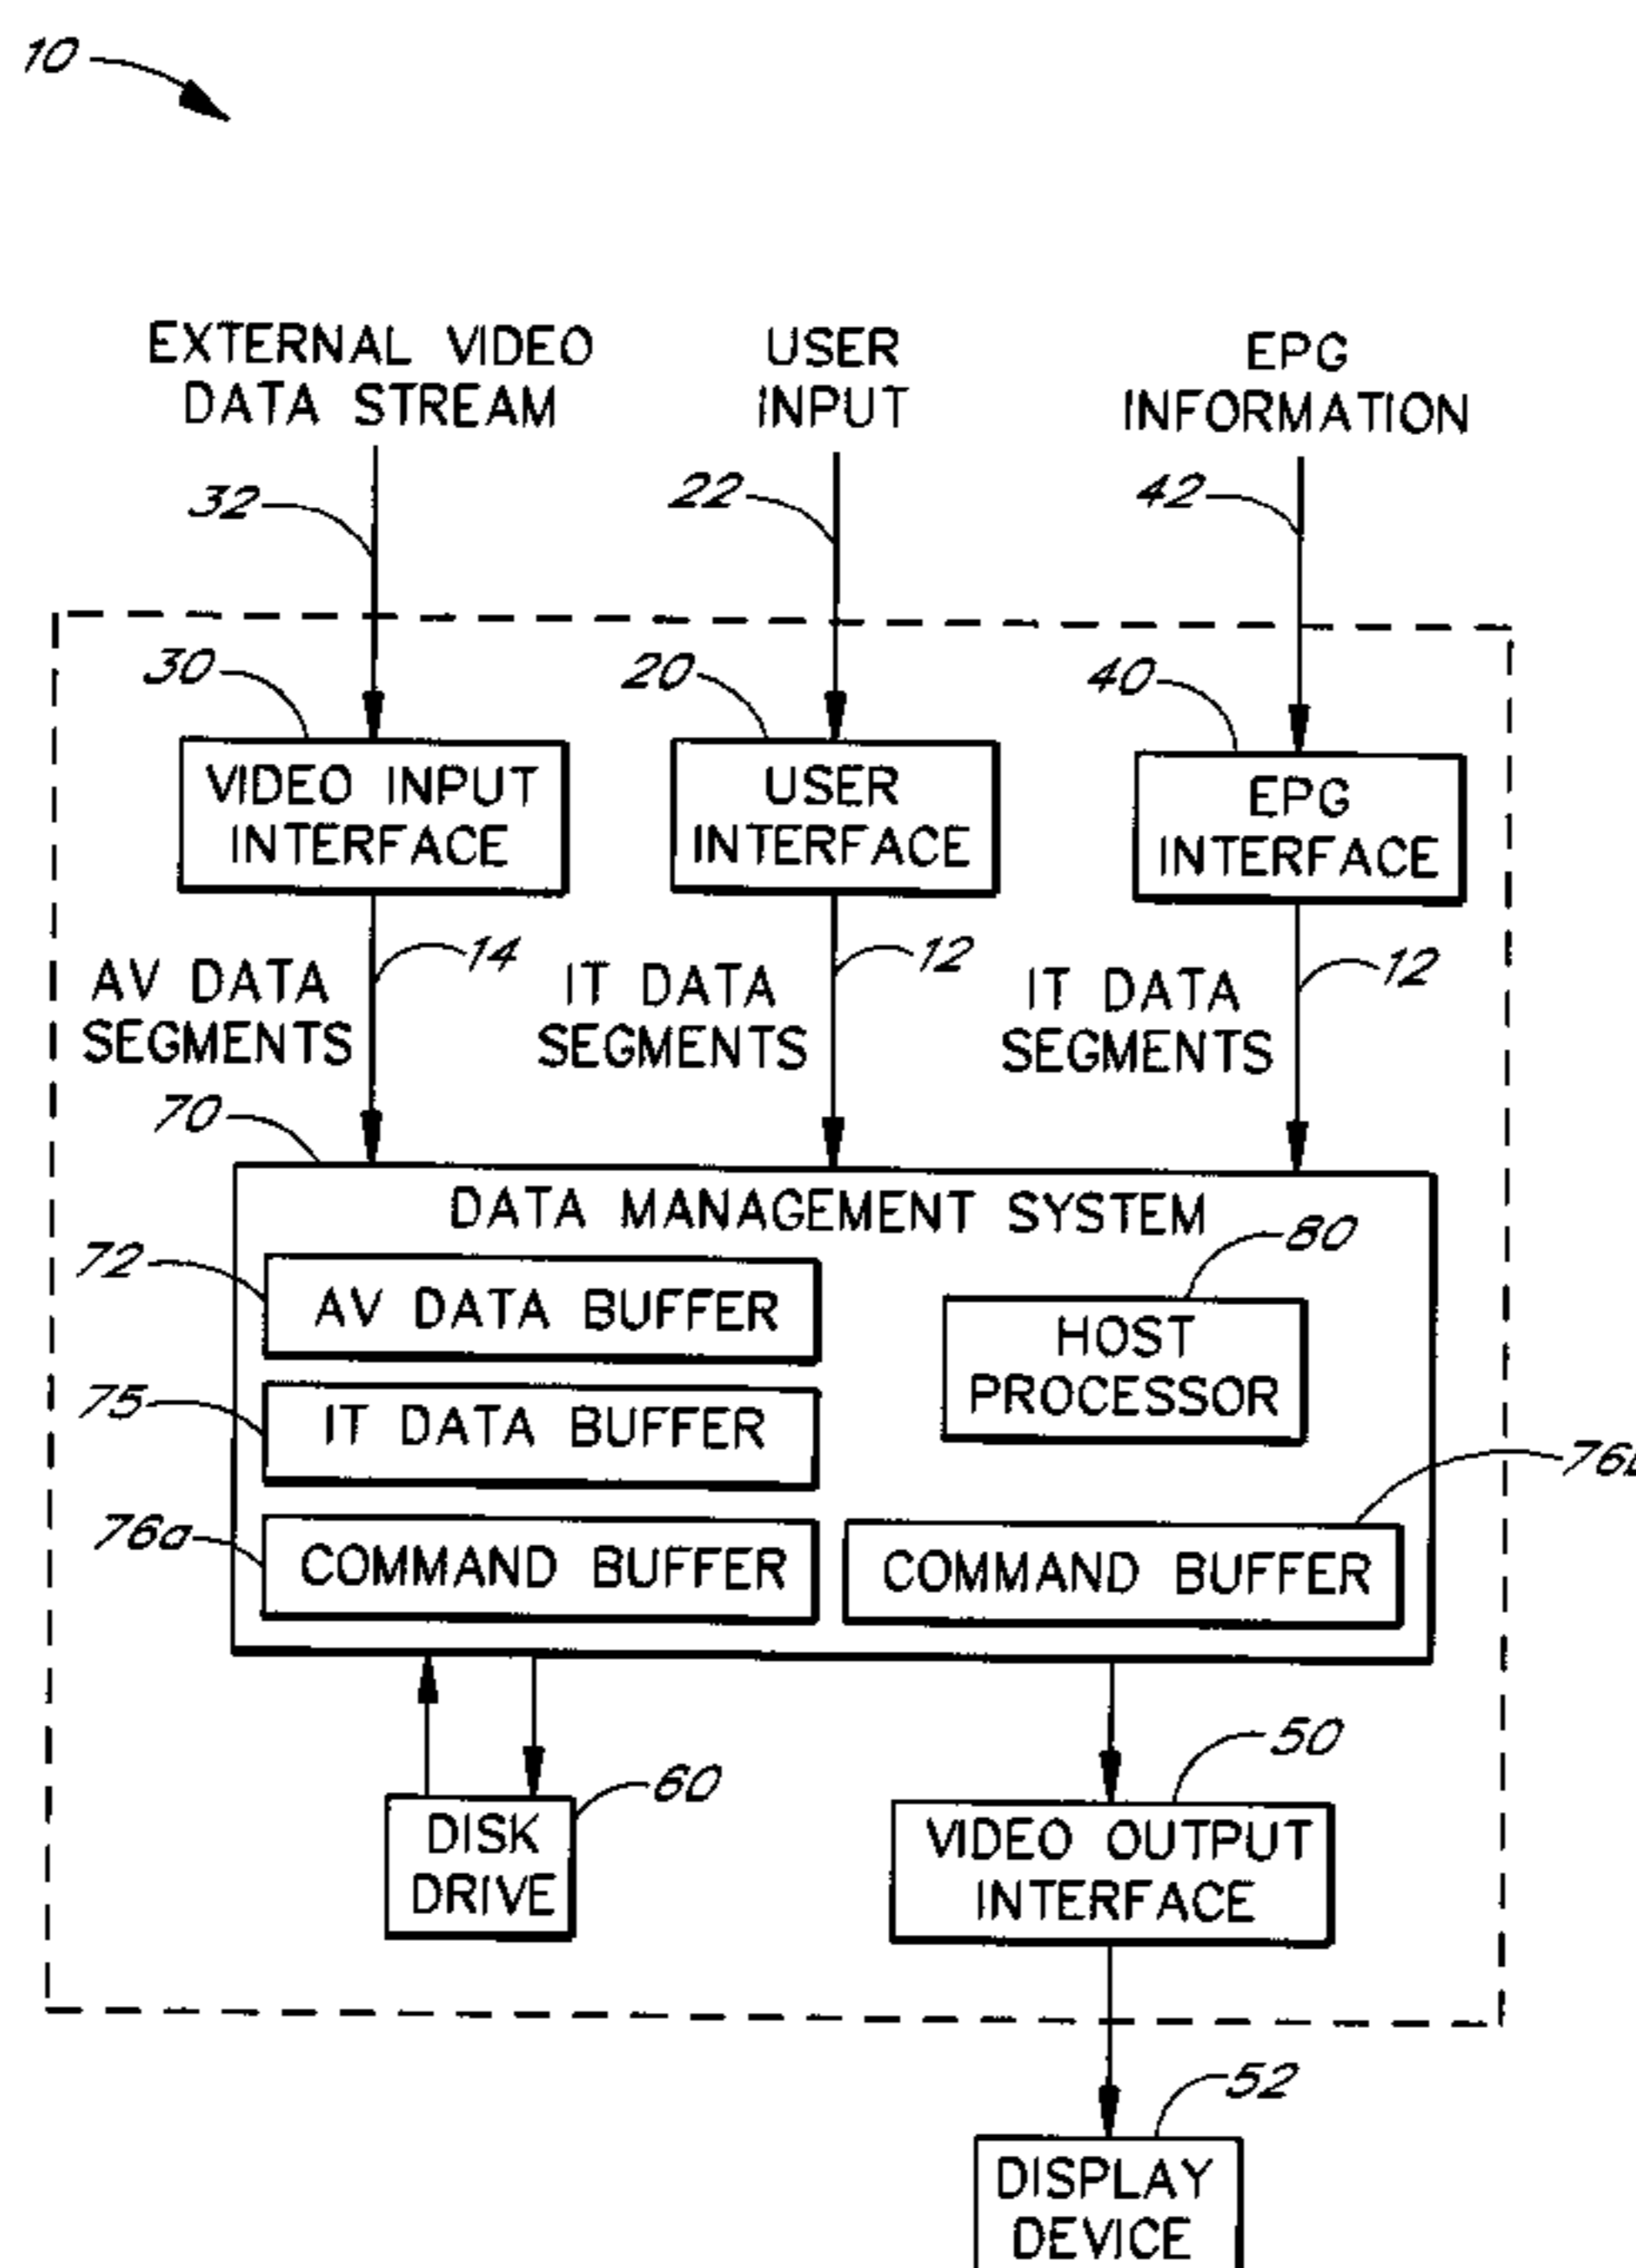 10
EXTERNAL VIDEO
DATA STREAM
USER
INPUT
EPG
INFORMATION
32
22
42
30
20
40
VIDEO INPUT
INTERFACE
USER
INTERFACE
EPG
INTERFACE
14
12
12
AV DATA
SEGMENTS
IT DATA
SEGMENTS
IT DATA
SEGMENTS
70
DATA MANAGEMENT SYSTEM
72
AV DATA BUFFER
80
HOST
PROCESSOR
75
IT DATA BUFFER
76a
COMMAND BUFFER
COMMAND BUFFER
50
60
DISK
DRIVE
VIDEO OUTPUT
INTERFACE
52
DISPLAY
DEVICE